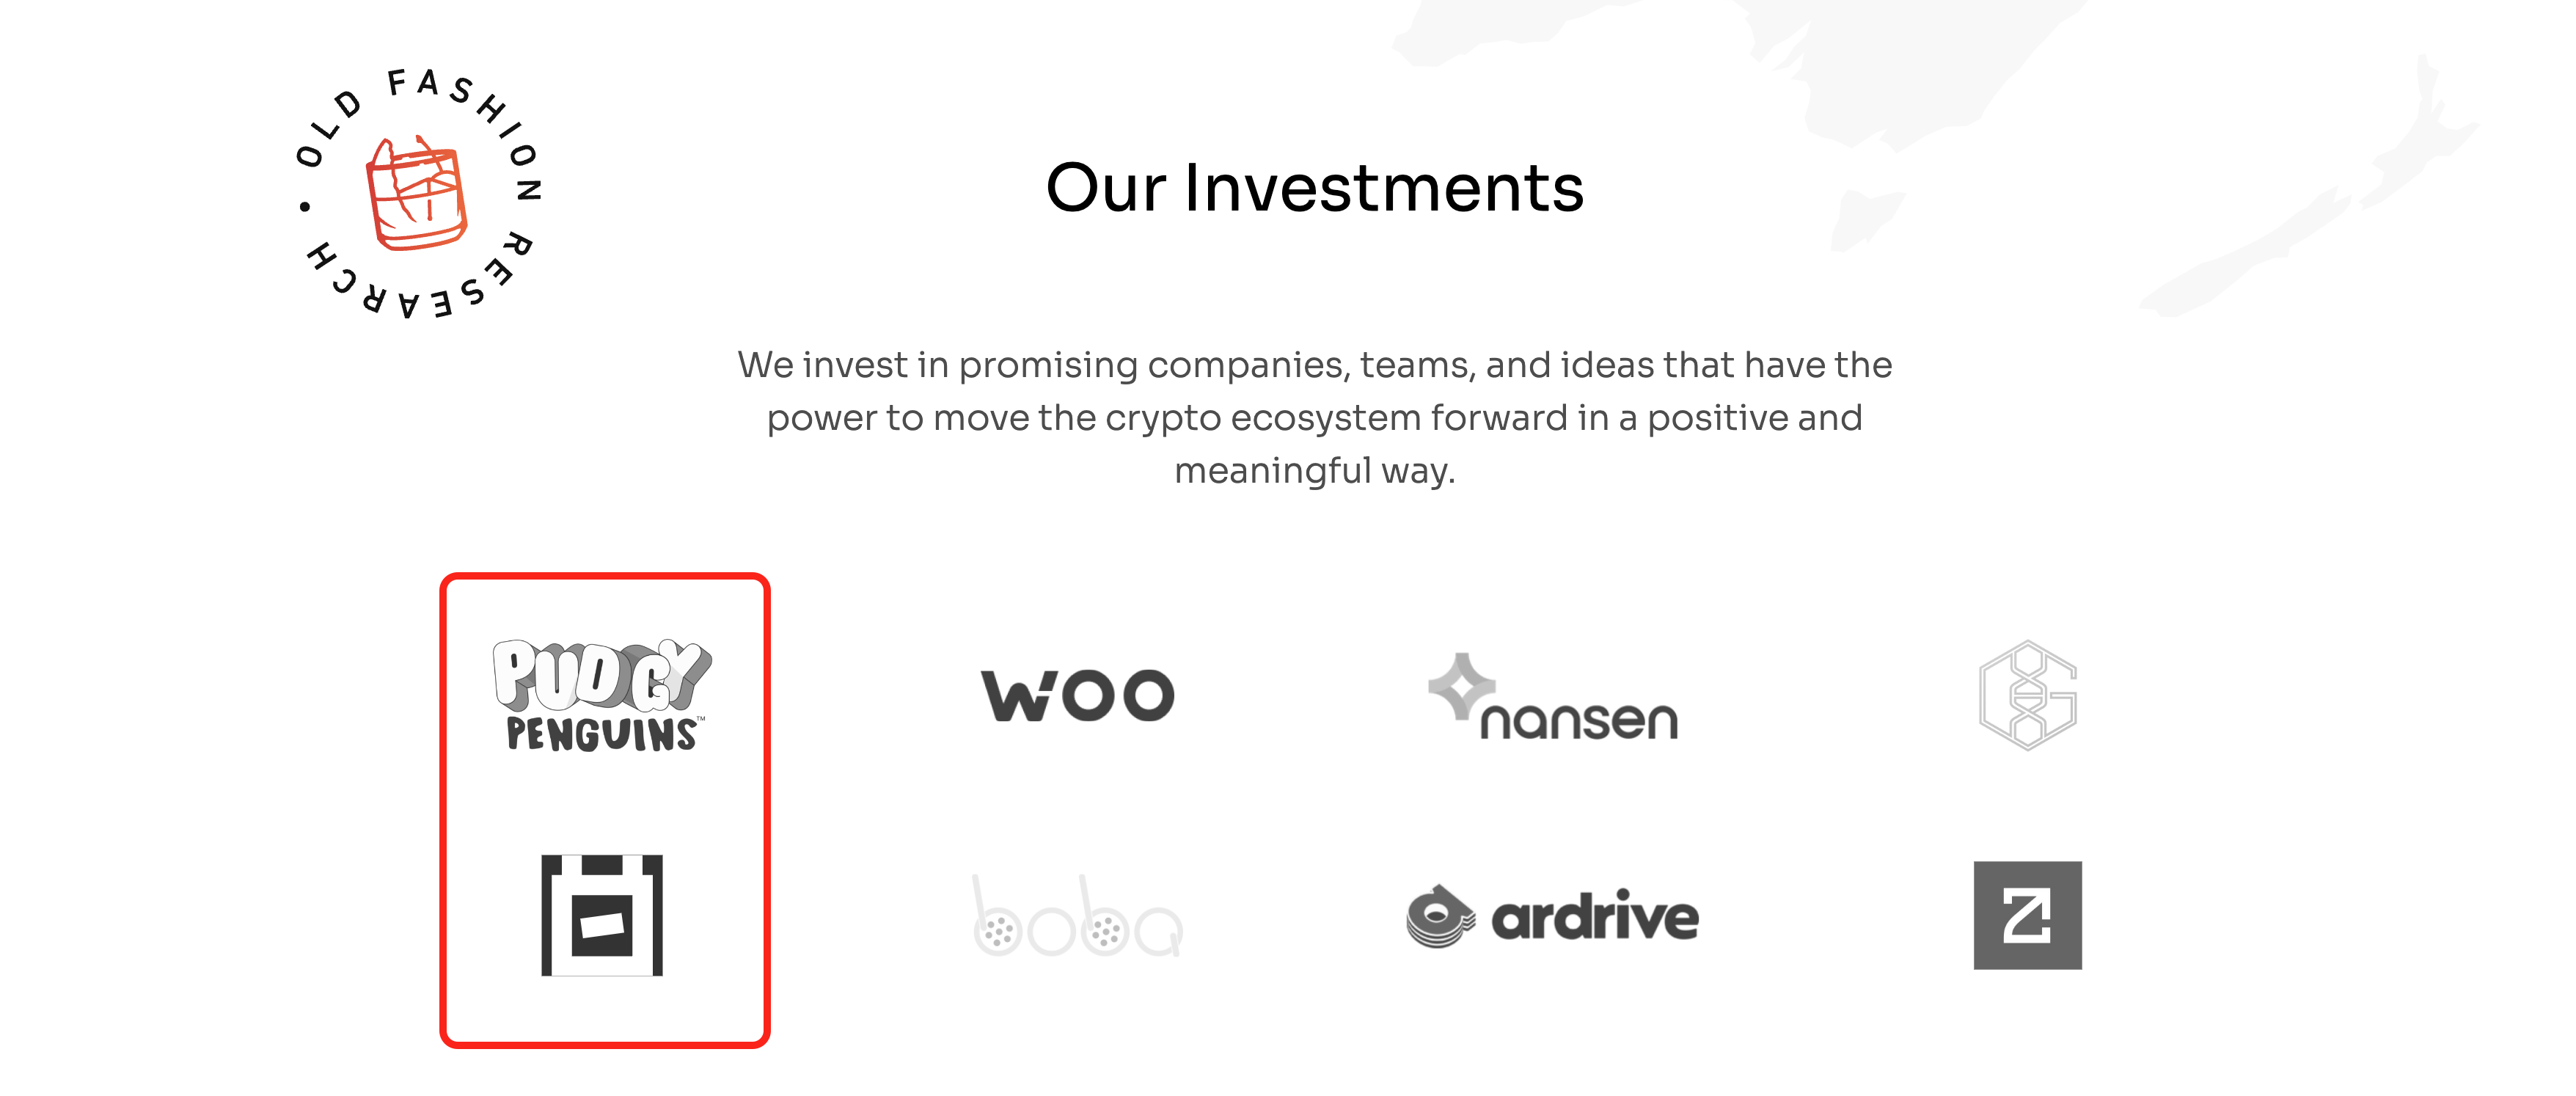 OLD FASHION RESEARCH •
Our Investments
We invest in promising companies, teams, and ideas that have the
power to move the crypto ecosystem forward in a positive and
meaningful way.
PUDGY
PENGUINS™
WOO
nansen
G
boba
ardrive
Z